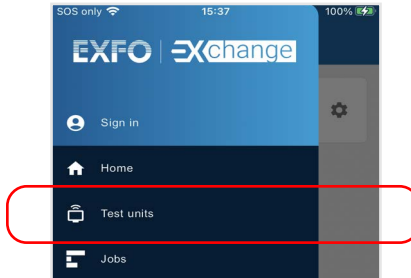 SOS only 15:37 100%
EXFO EXchange
Sign in
Home
Test units
Jobs